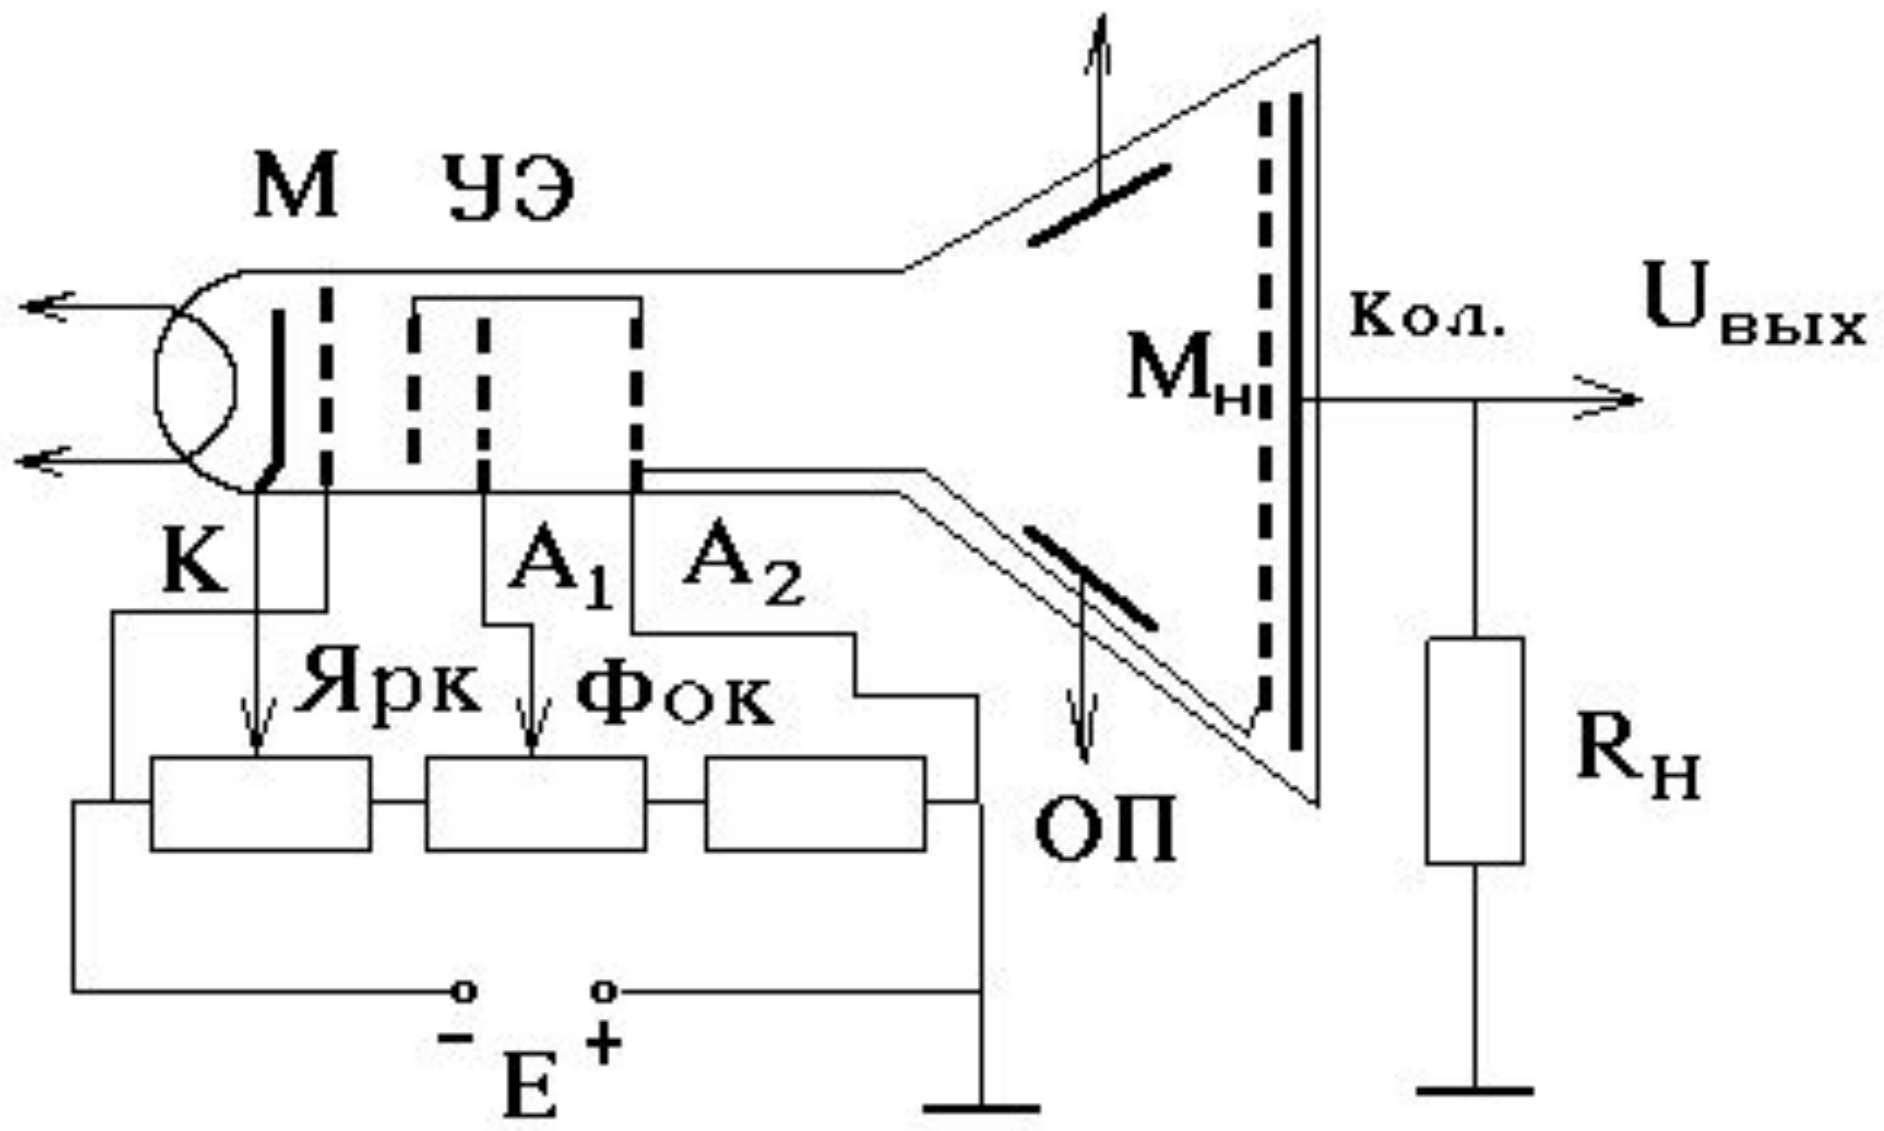 М УЭ
Кол. Uвых
Мн
К А1 А2
Ярк Фок
ОП Rн
- Е +